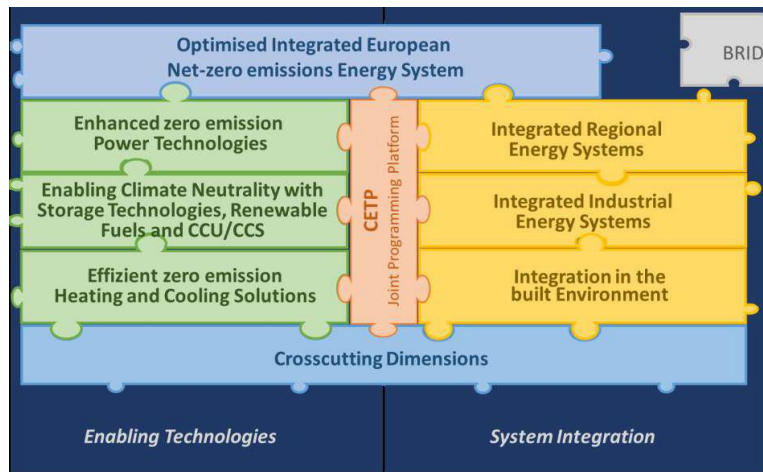 Optimised Integrated European
Net-zero emissions Energy System
BRID
Enhanced zero emission
Power Technologies
Enabling Climate Neutrality with
Storage Technologies, Renewable
Fuels and CCU/CCS
Effizient zero emission
Heating and Cooling Solutions
CETP
Joint Programming Platform
Integrated Regional
Energy Systems
Integrated Industrial
Energy Systems
Integration in the
built Environment
Crosscutting Dimensions
Enabling Technologies
System Integration